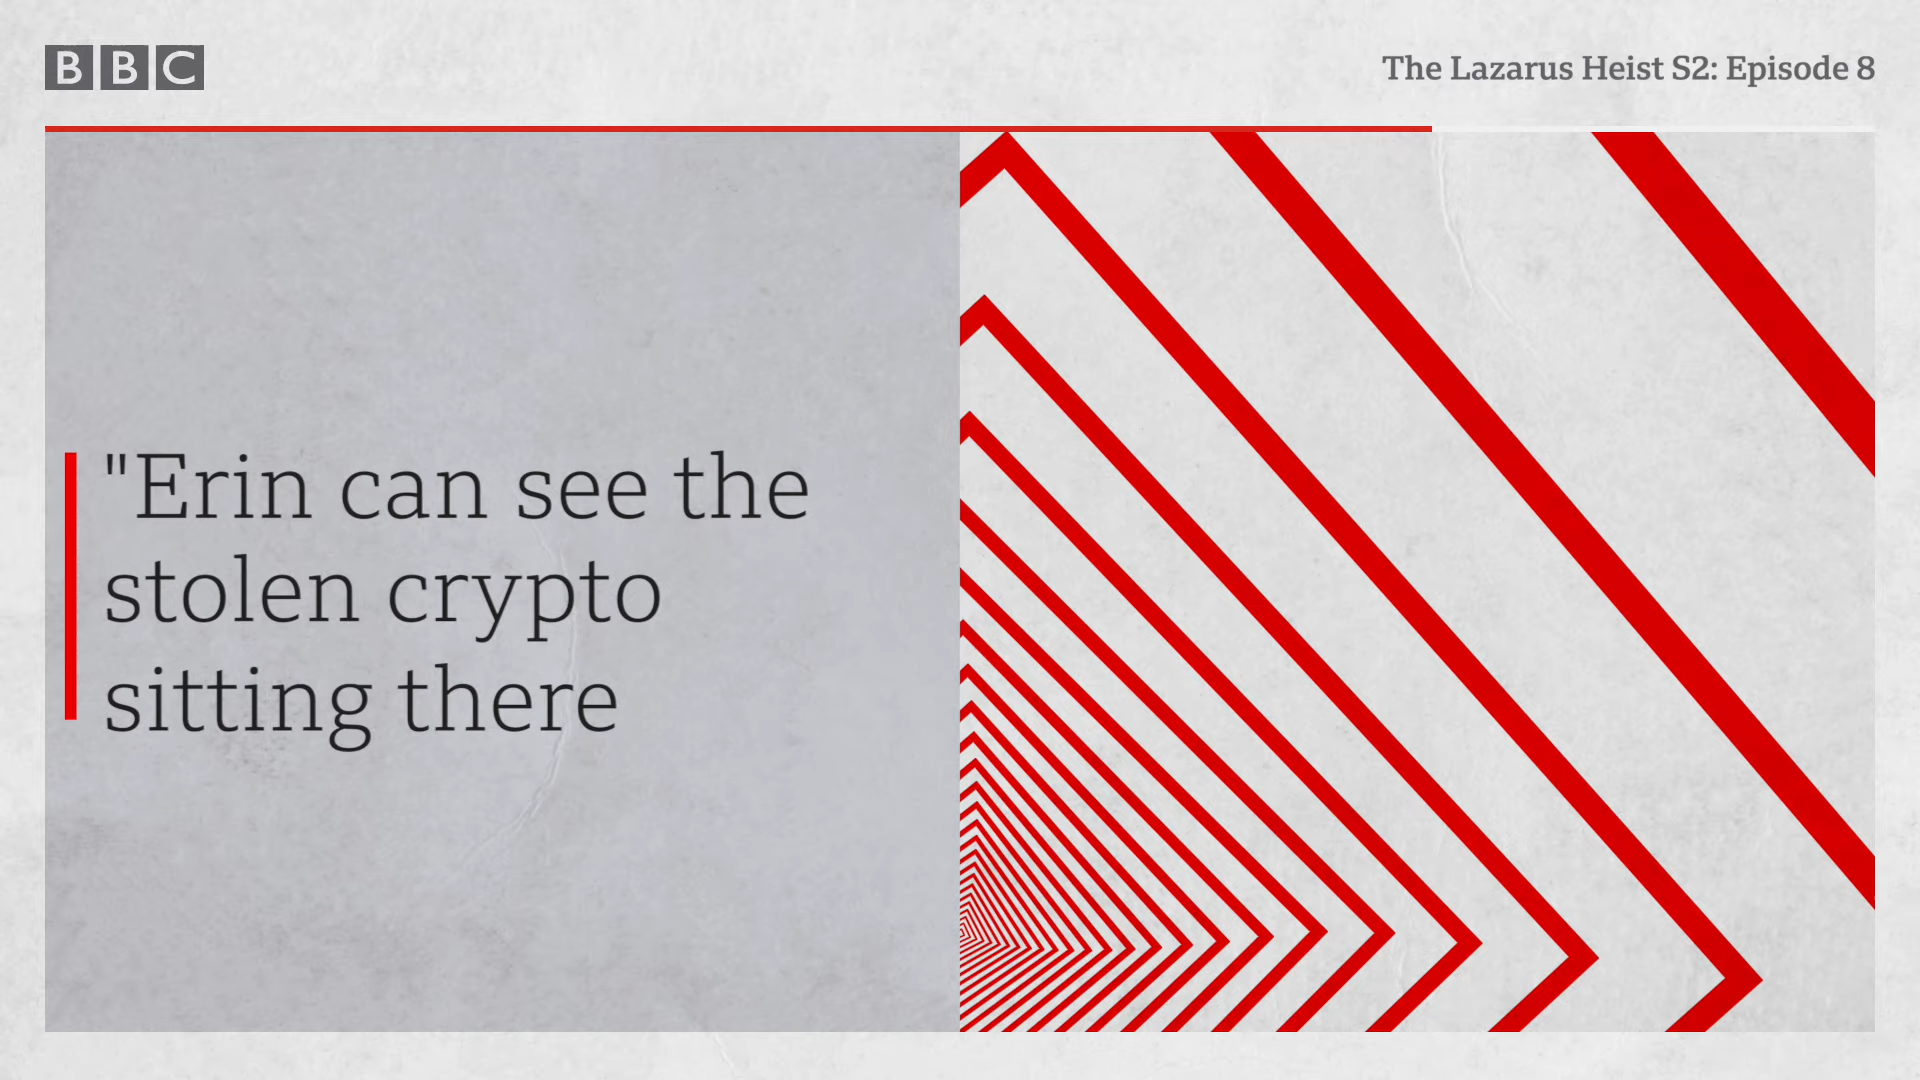 BBC
The Lazarus Heist S2: Episode 8
"Erin can see the
stolen crypto
sitting there